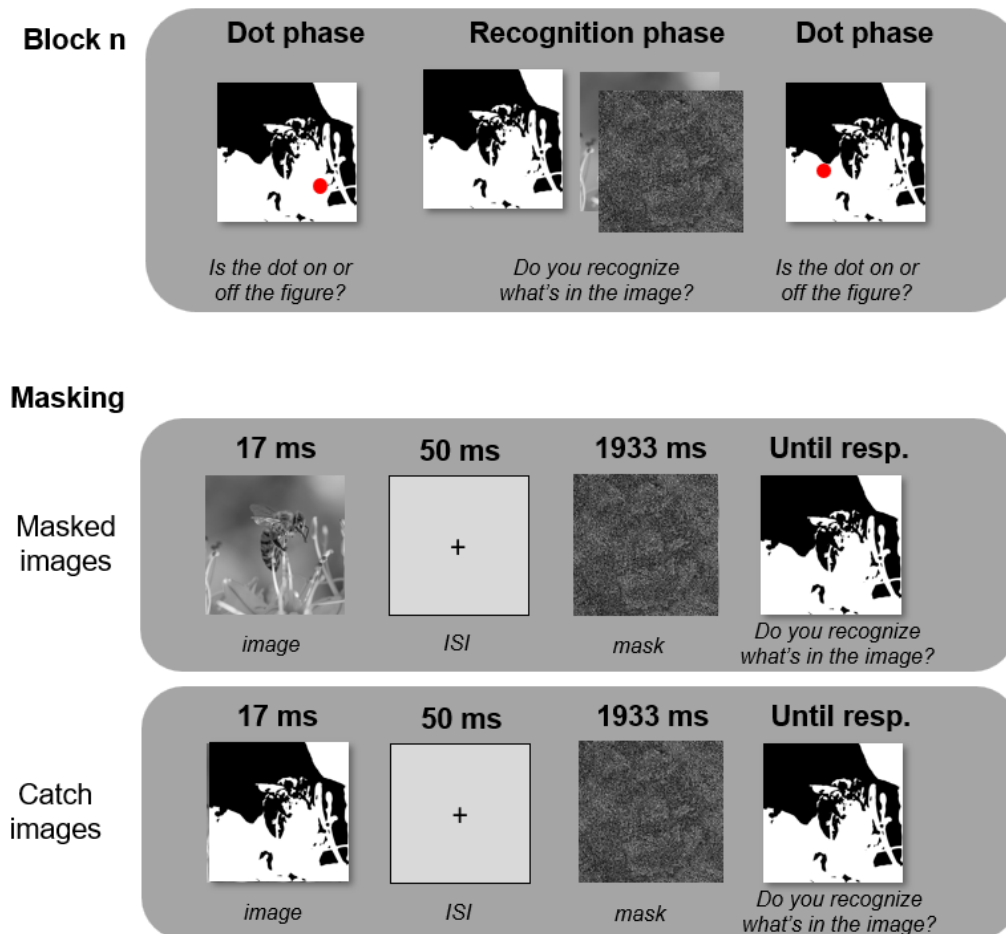 Block n
Dot phase
Recognition phase
Dot phase
Is the dot on or
off the figure?
Do you recognize
what's in the image?
Is the dot on or
off the figure?
Masking
Masked
images
17 ms
50 ms
1933 ms
Until resp.
+
image
ISI
mask
Do you recognize
what's in the image?
Catch
images
17 ms
50 ms
1933 ms
Until resp.
+
image
ISI
mask
Do you recognize
what's in the image?